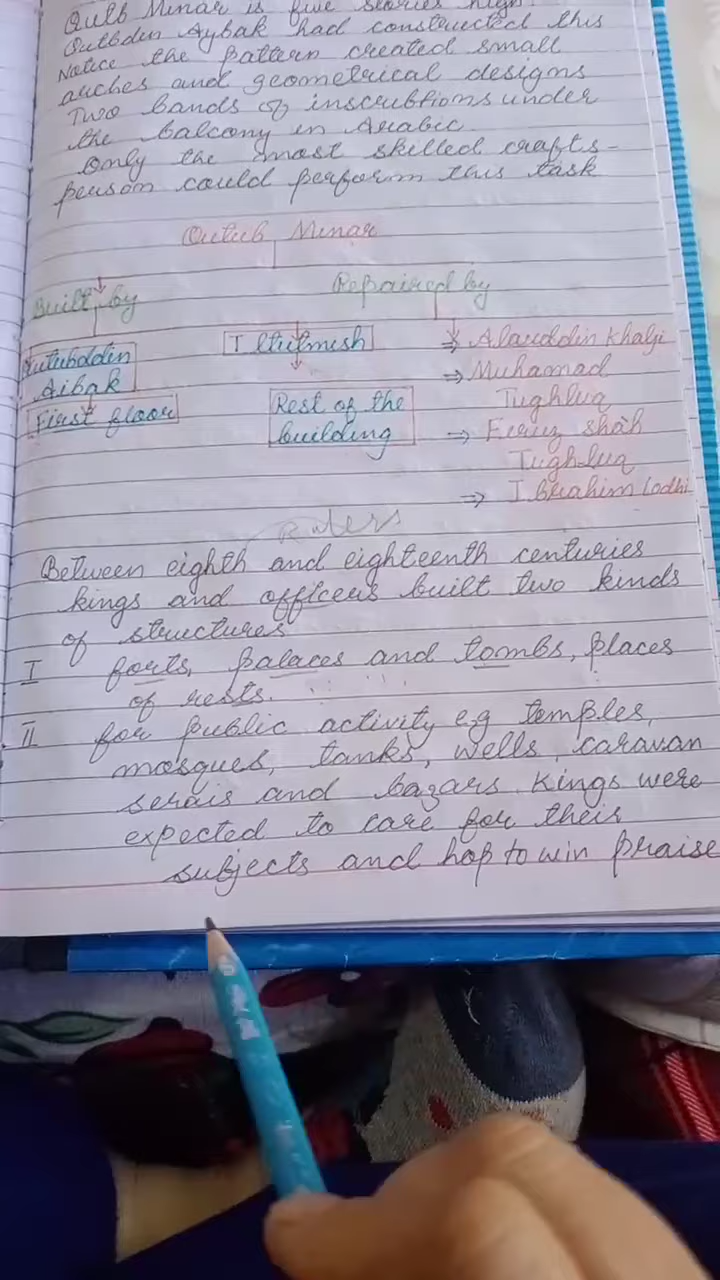 Qutb Minar is five stories high.
Qutbdin Aybak had constructed this
Notice the pattern created small
arches and geometrical designs
Two bands of inscrubtions under
the balcony in Arabic.
Only the most skilled crafts-
person could perform this task
Qutub Minar
Built by
Repaired by
Qutubddin
Aibak
First floor
Iltutmish
Rest of the
building
→ Alauddin Khalji
⇒ Muhamad
Tughluq
→ Feruz shah
Tughluq
⇒ Ibrahim Lodhi
Rulers
Between eighth and eighteenth centuries
kings and officers built two kinds
of structures
I forts, palaces and tombs, places
of rests.
II for public activity e.g temples,
mosques, tanks, wells, caravan
serais and bazars. Kings were
expected to care for their
subjects and hop to win praise